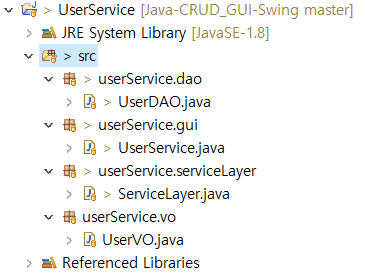 > UserService [Java-CRUD_GUI-Swing master]
JRE System Library [JavaSE-1.8]
> src
> userService.dao
> UserDAO.java
> userService.gui
> UserService.java
> userService.serviceLayer
> ServiceLayer.java
userService.vo
UserVO.java
Referenced Libraries